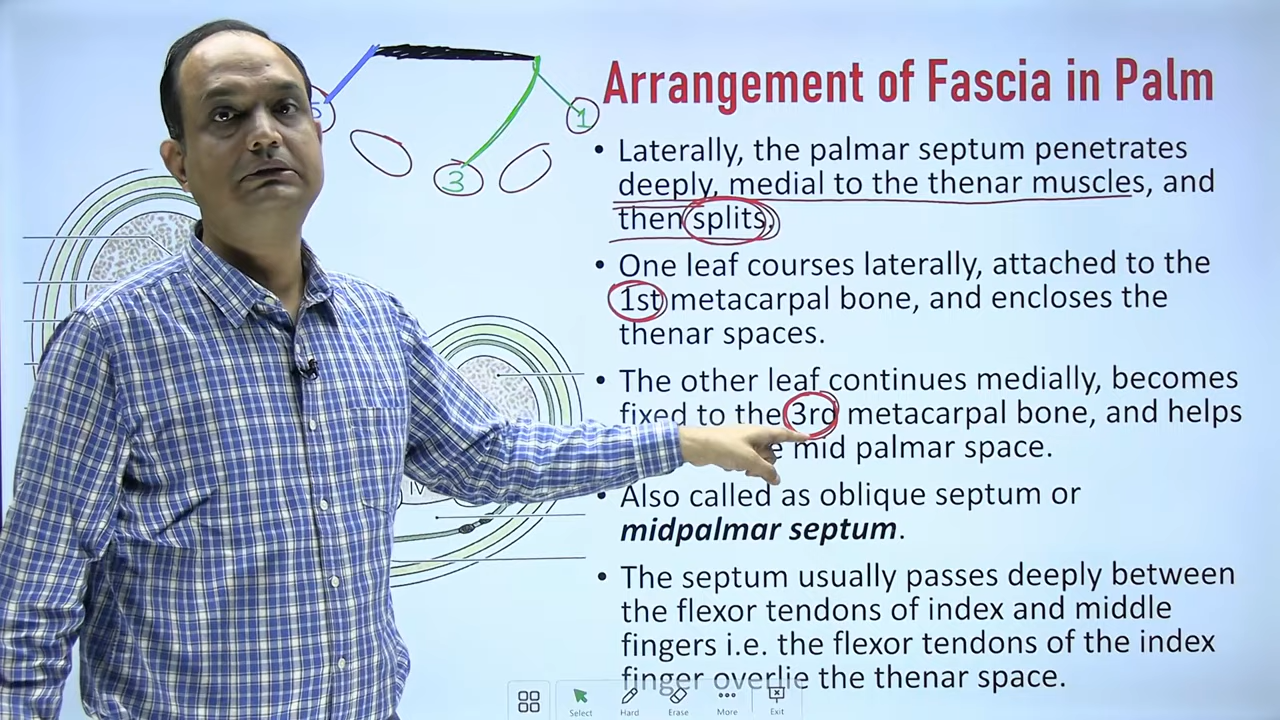 Arrangement of Fascia in Palm
5
3
1
• Laterally, the palmar septum penetrates
deeply, medial to the thenar muscles, and
then splits.
• One leaf courses laterally, attached to the
1st metacarpal bone, and encloses the
thenar spaces.
• The other leaf continues medially, becomes
fixed to the 3rd metacarpal bone, and helps
mid palmar space.
• Also called as oblique septum or
midpalmar septum.
• The septum usually passes deeply between
the flexor tendons of index and middle
fingers i.e. the flexor tendons of the index
finger overlie the thenar space.
Select
Hard
Erase
More
Exit